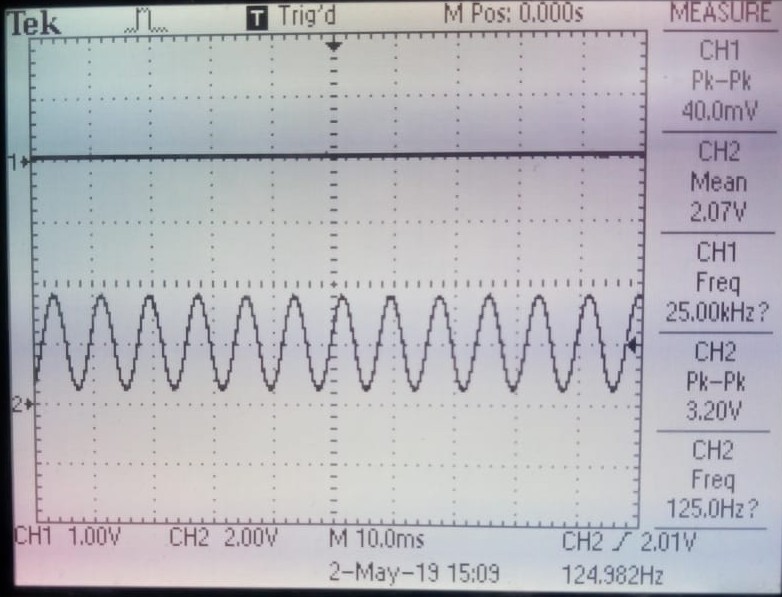 Tek T Trig'd M Pos: 0.000s MEASURE
CH1
Pk-Pk
40.0mV
CH2
Mean
2.07V
CH1
Freq
25.00kHz?
CH2
Pk-Pk
3.20V
CH2
Freq
125.0Hz?
1
2
CH1 1.00V CH2 2.00V M 10.0ms CH2 2.01V
2-May-19 15:09 124.982Hz